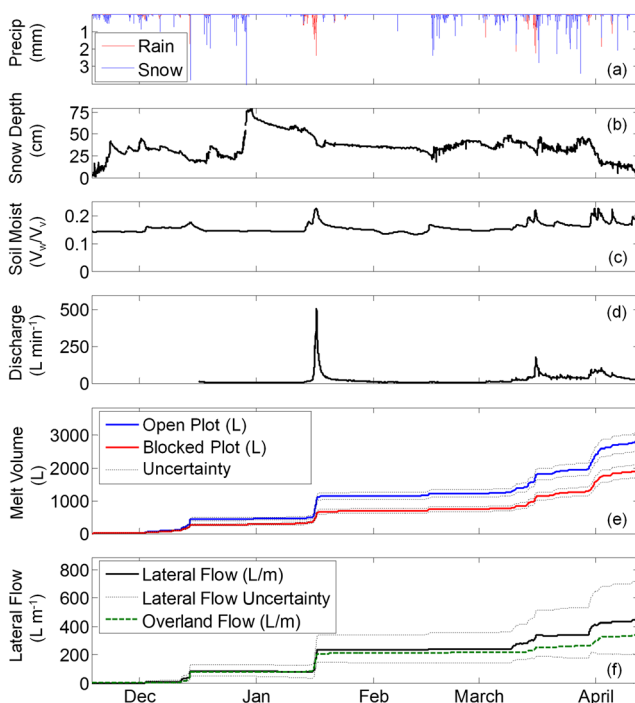 Precip
(mm)
1
2
3
Rain
Snow
(a)
Snow Depth
(cm)
75
50
25
0
(b)
Soil Moist
(Vw/Vv)
0.2
0.1
0
(c)
Discharge
(L min⁻¹)
500
250
0
(d)
Melt Volume
(L)
3000
2000
1000
0
Open Plot (L)
Blocked Plot (L)
Uncertainty
(e)
Lateral Flow
(L m⁻¹)
800
600
400
200
0
Lateral Flow (L/m)
Lateral Flow Uncertainty
Overland Flow (L/m)
(f)
Dec Jan Feb March April